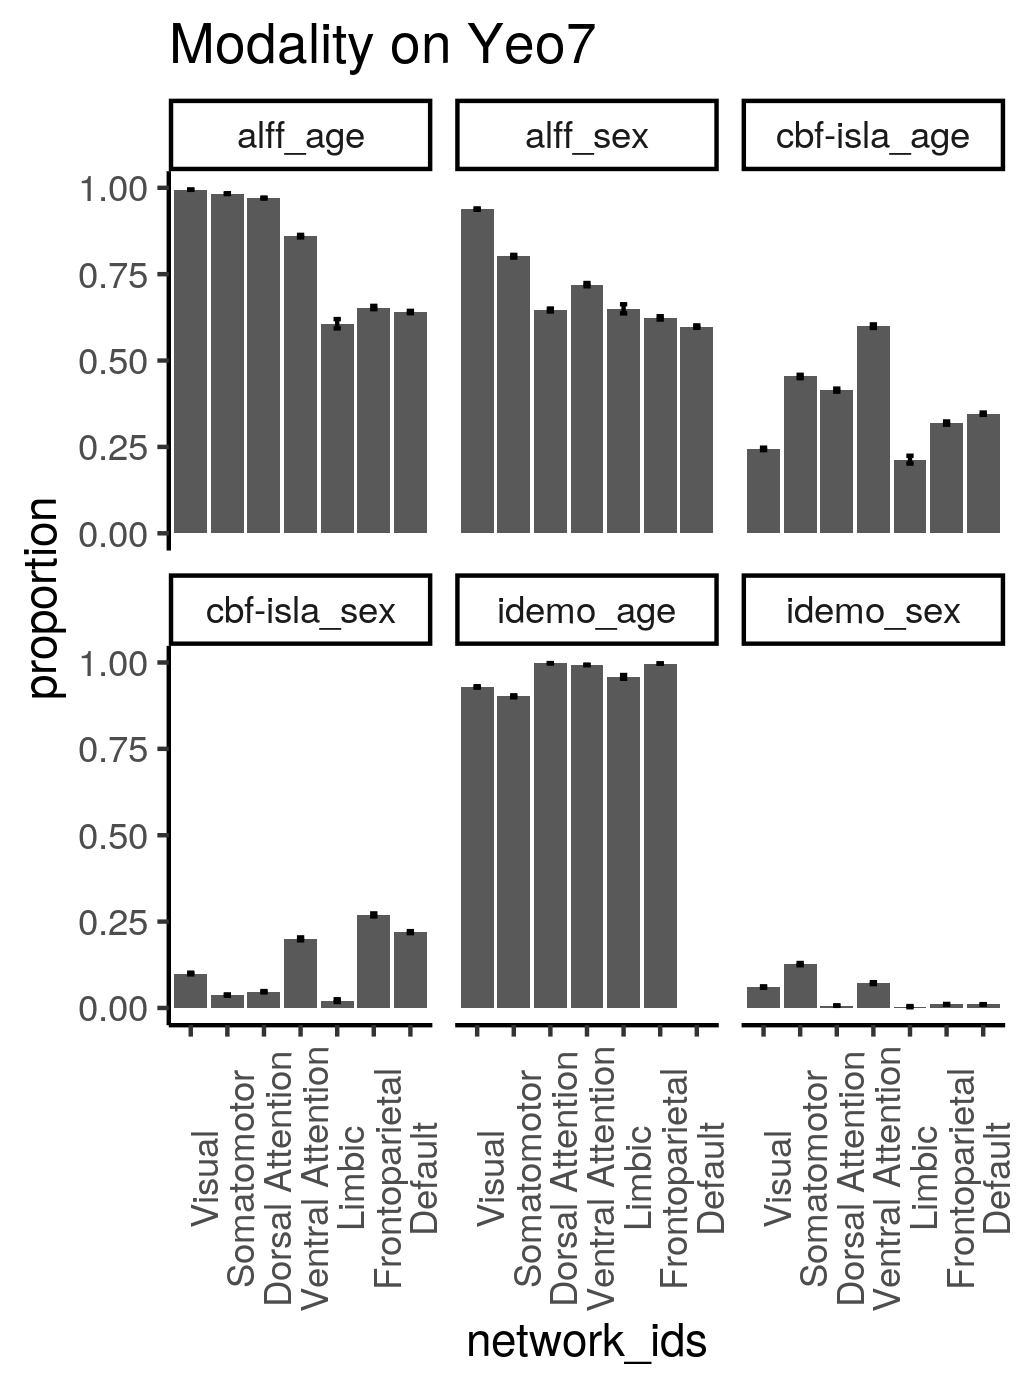 Modality on Yeo7
alff_age
alff_sex
cbf-isla_age
1.00
0.75
0.50
0.25
0.00
proportion
cbf-isla_sex
idemo_age
idemo_sex
1.00
0.75
0.50
0.25
0.00
Visual
Somatomotor
Dorsal Attention
Ventral Attention
Limbic
Frontoparietal
Default
Visual
Somatomotor
Dorsal Attention
Ventral Attention
Limbic
Frontoparietal
Default
Visual
Somatomotor
Dorsal Attention
Ventral Attention
Limbic
Frontoparietal
Default
network_ids